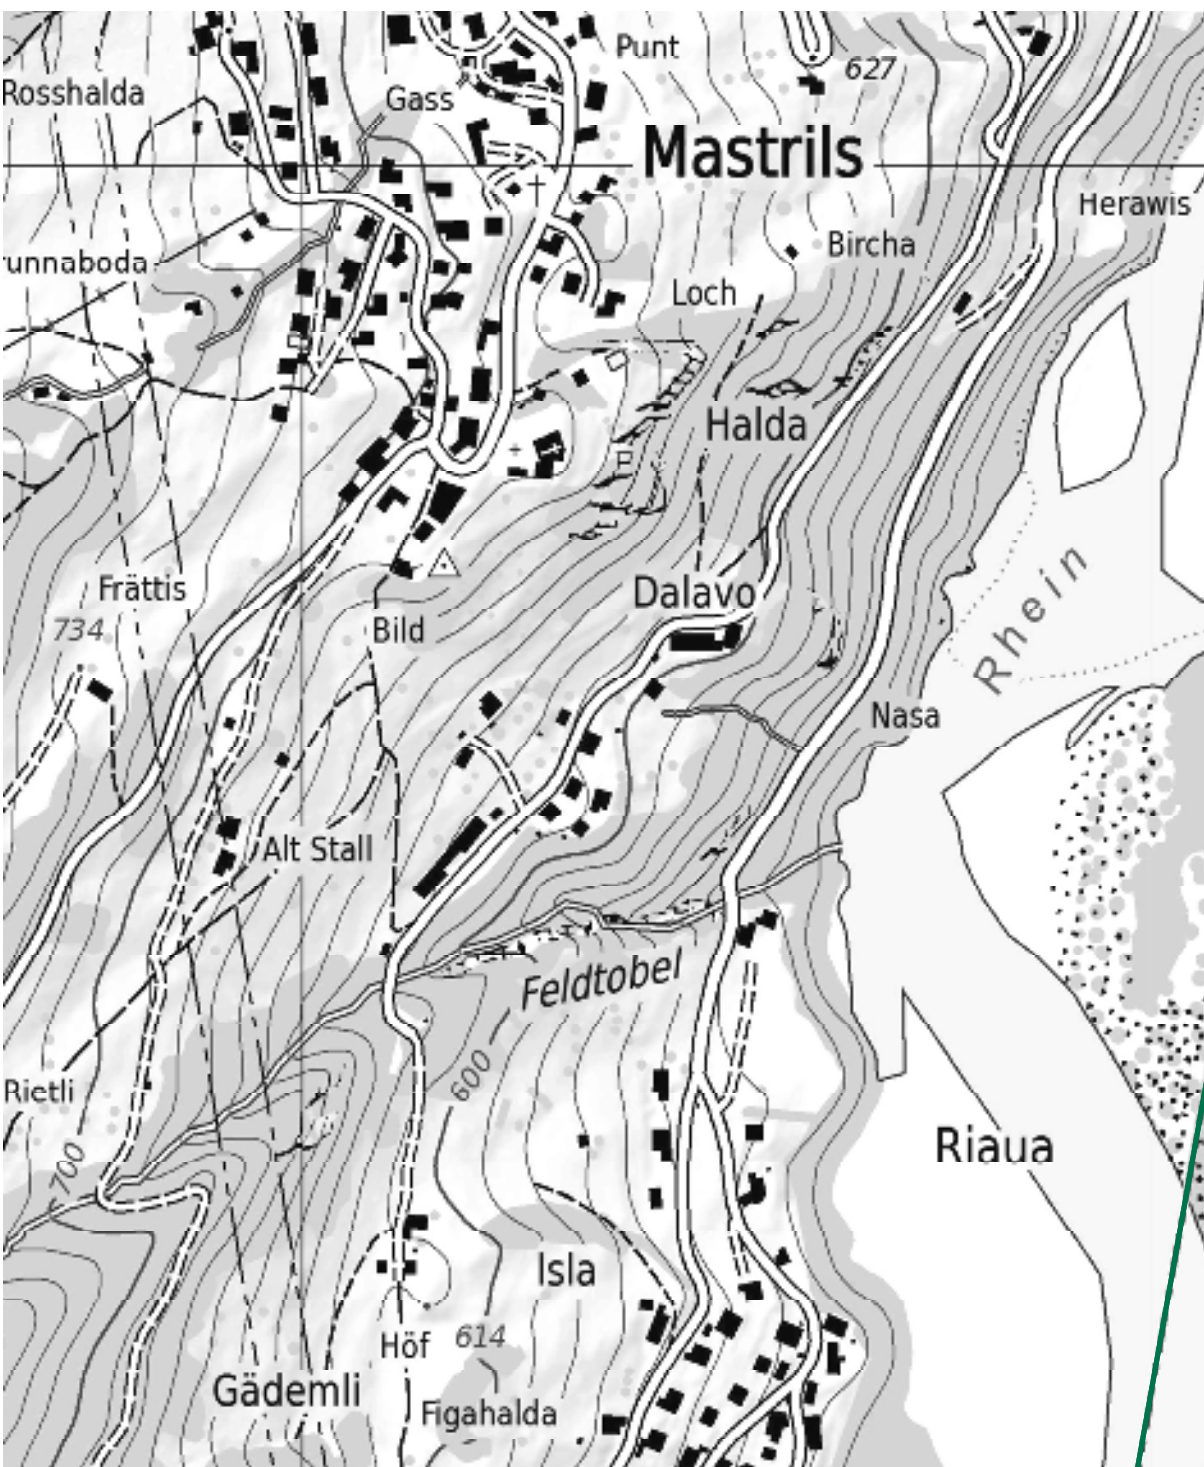 Punt
627
Rosshalda
Gass
Mastrils
Herawis
Bircha
runnaboda
Loch
Halda
Rhein
Frättis
Dalavo
734
Bild
Nasa
Alt Stall
Feldtobel
600
Rietli
Riaua
700
Isla
Höf
614
Gädemli
Figahalda